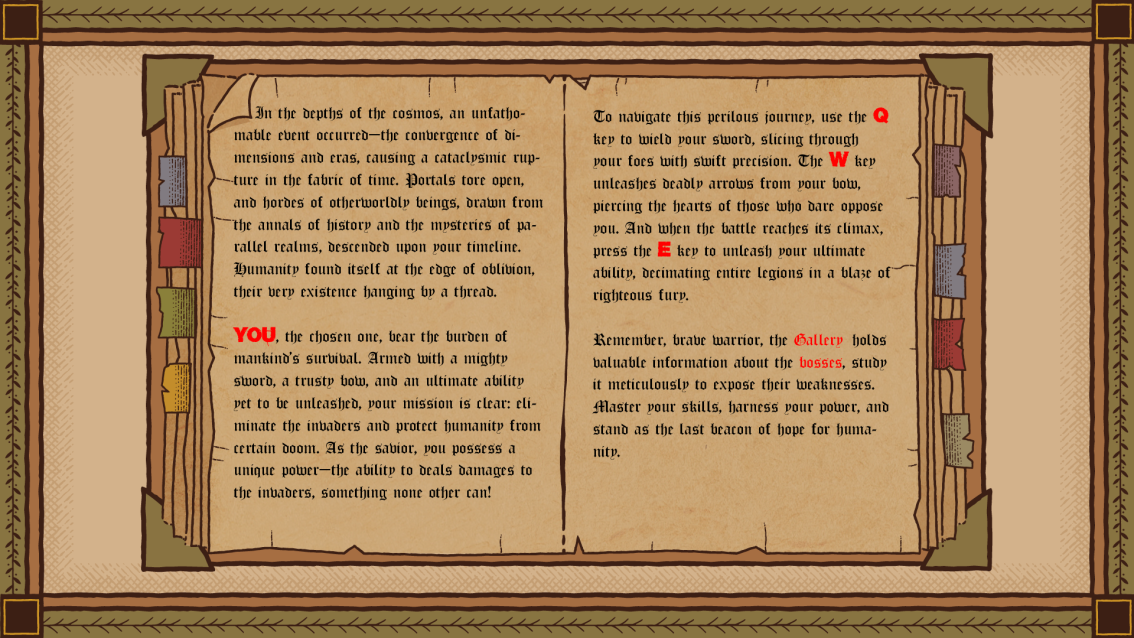 In the depths of the cosmos, an unfatho-
mable event occurred—the convergence of di-
mensions and eras, causing a cataclysmic rup-
ture in the fabric of time. Portals tore open,
and hordes of otherworldly beings, drawn from
the annals of history and the mysteries of pa-
rallel realms, descended upon your timeline.
Humanity found itself at the edge of oblivion,
their very existence hanging by a thread.
YOU, the chosen one, bear the burden of
mankind's survival. Armed with a mighty
sword, a trusty bow, and an ultimate ability
yet to be unleashed, your mission is clear: eli-
minate the invaders and protect humanity from
certain doom. As the savior, you possess a
unique power—the ability to deals damages to
the invaders, something none other can!
To navigate this perilous journey, use the Q
key to wield your sword, slicing through
your foes with swift precision. The W key
unleashes deadly arrows from your bow,
piercing the hearts of those who dare oppose
you. And when the battle reaches its climax,
press the E key to unleash your ultimate
ability, decimating entire legions in a blaze of
righteous fury.
Remember, brave warrior, the Gallery holds
valuable information about the bosses, study
it meticulously to expose their weaknesses.
Master your skills, harness your power, and
stand as the last beacon of hope for huma-
nity.